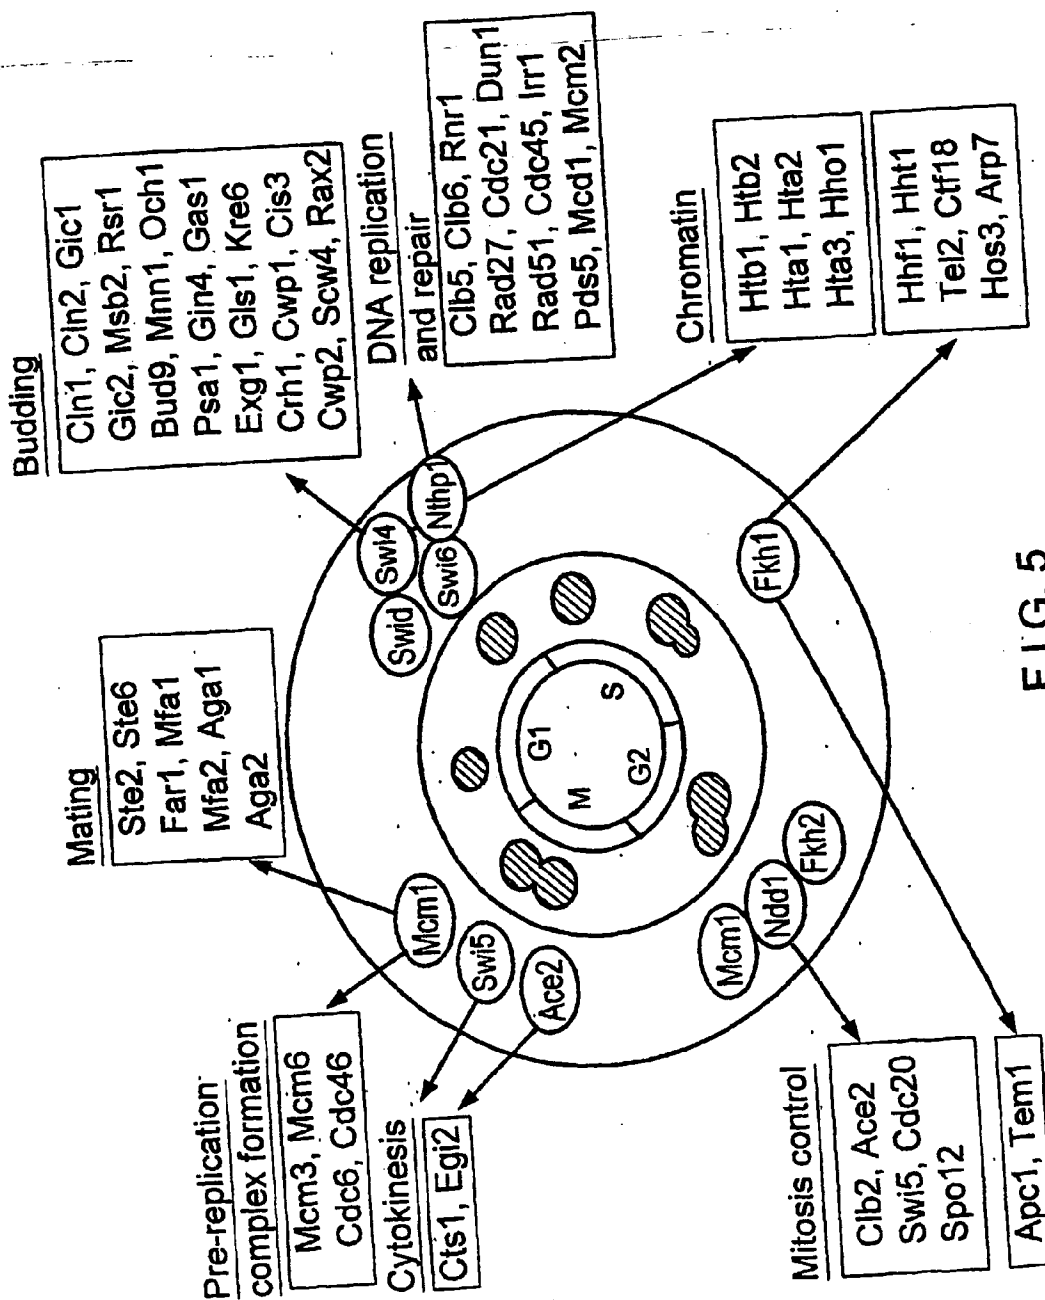 Budding
Cln1, Cln2, Gic1
Gic2, Msb2, Rsr1
Bud9, Mnn1, Och1
Psa1, Gin4, Gas1
Exg1, Gls1, Kre6
Crh1, Cwp1, Cis3
Cwp2, Scw4, Rax2
DNA replication
and repair
Clb5, Clb6, Rnr1
Rad27, Cdc21, Dun1
Rad51, Cdc45, Irr1
Pds5, Mcd1, Mcm2
Chromatin
Htb1, Htb2
Hta1, Hta2
Hta3, Hho1
Hhf1, Hht1
Tel2, Ctf18
Hos3, Arp7
Mating
Ste2, Ste6
Far1, Mfa1
Mfa2, Aga1
Aga2
Pre-replication
complex formation
Mcm3, Mcm6
Cdc6, Cdc46
Cytokinesis
Cts1, Egi2
Mitosis control
Clb2, Ace2
Swi5, Cdc20
Spo12
Apc1, Tem1
Mcm1
Swi5
Ace2
Swid
Swi4
Swi6
Nthp1
Fkh1
Mcm1
Ndd1
Fkh2
G1
S
G2
M
FIG. 5